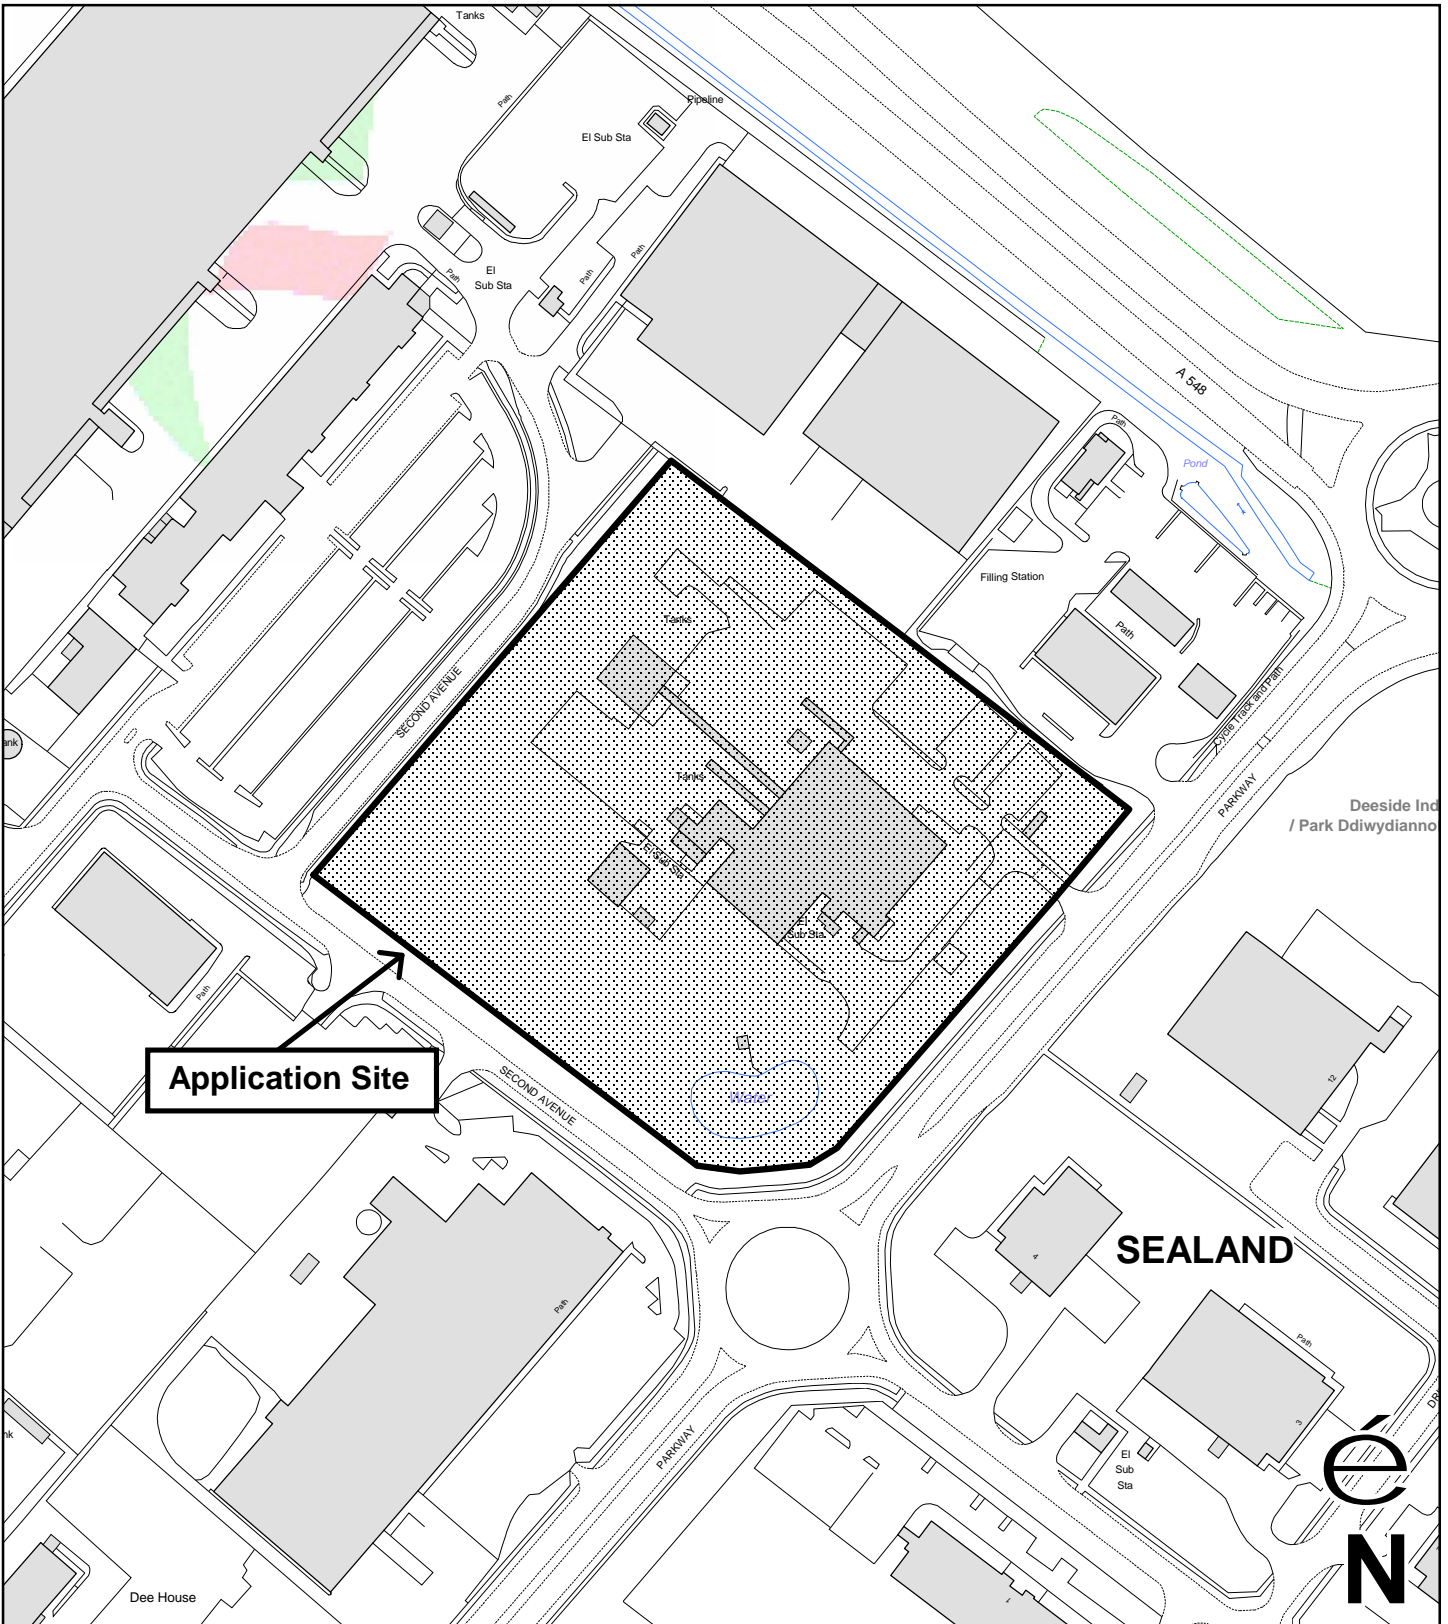 Tanks
Path
Pipeline
El Sub Sta
Path
Path
Path
El
Sub Sta
A 548
Path
Pond
Filling Station
Path
Tanks
SECOND AVENUE
Cycle Track and Path
Tanks
PARKWAY
Deeside Ind
/ Park Ddiwydianno
El Sub Sta
El
Sub Sta
Path
Application Site
SECOND AVENUE
Water
12
4
SEALAND
Path
Path
3
PARKWAY
El
Sub
Sta
é
N
Dee House
1